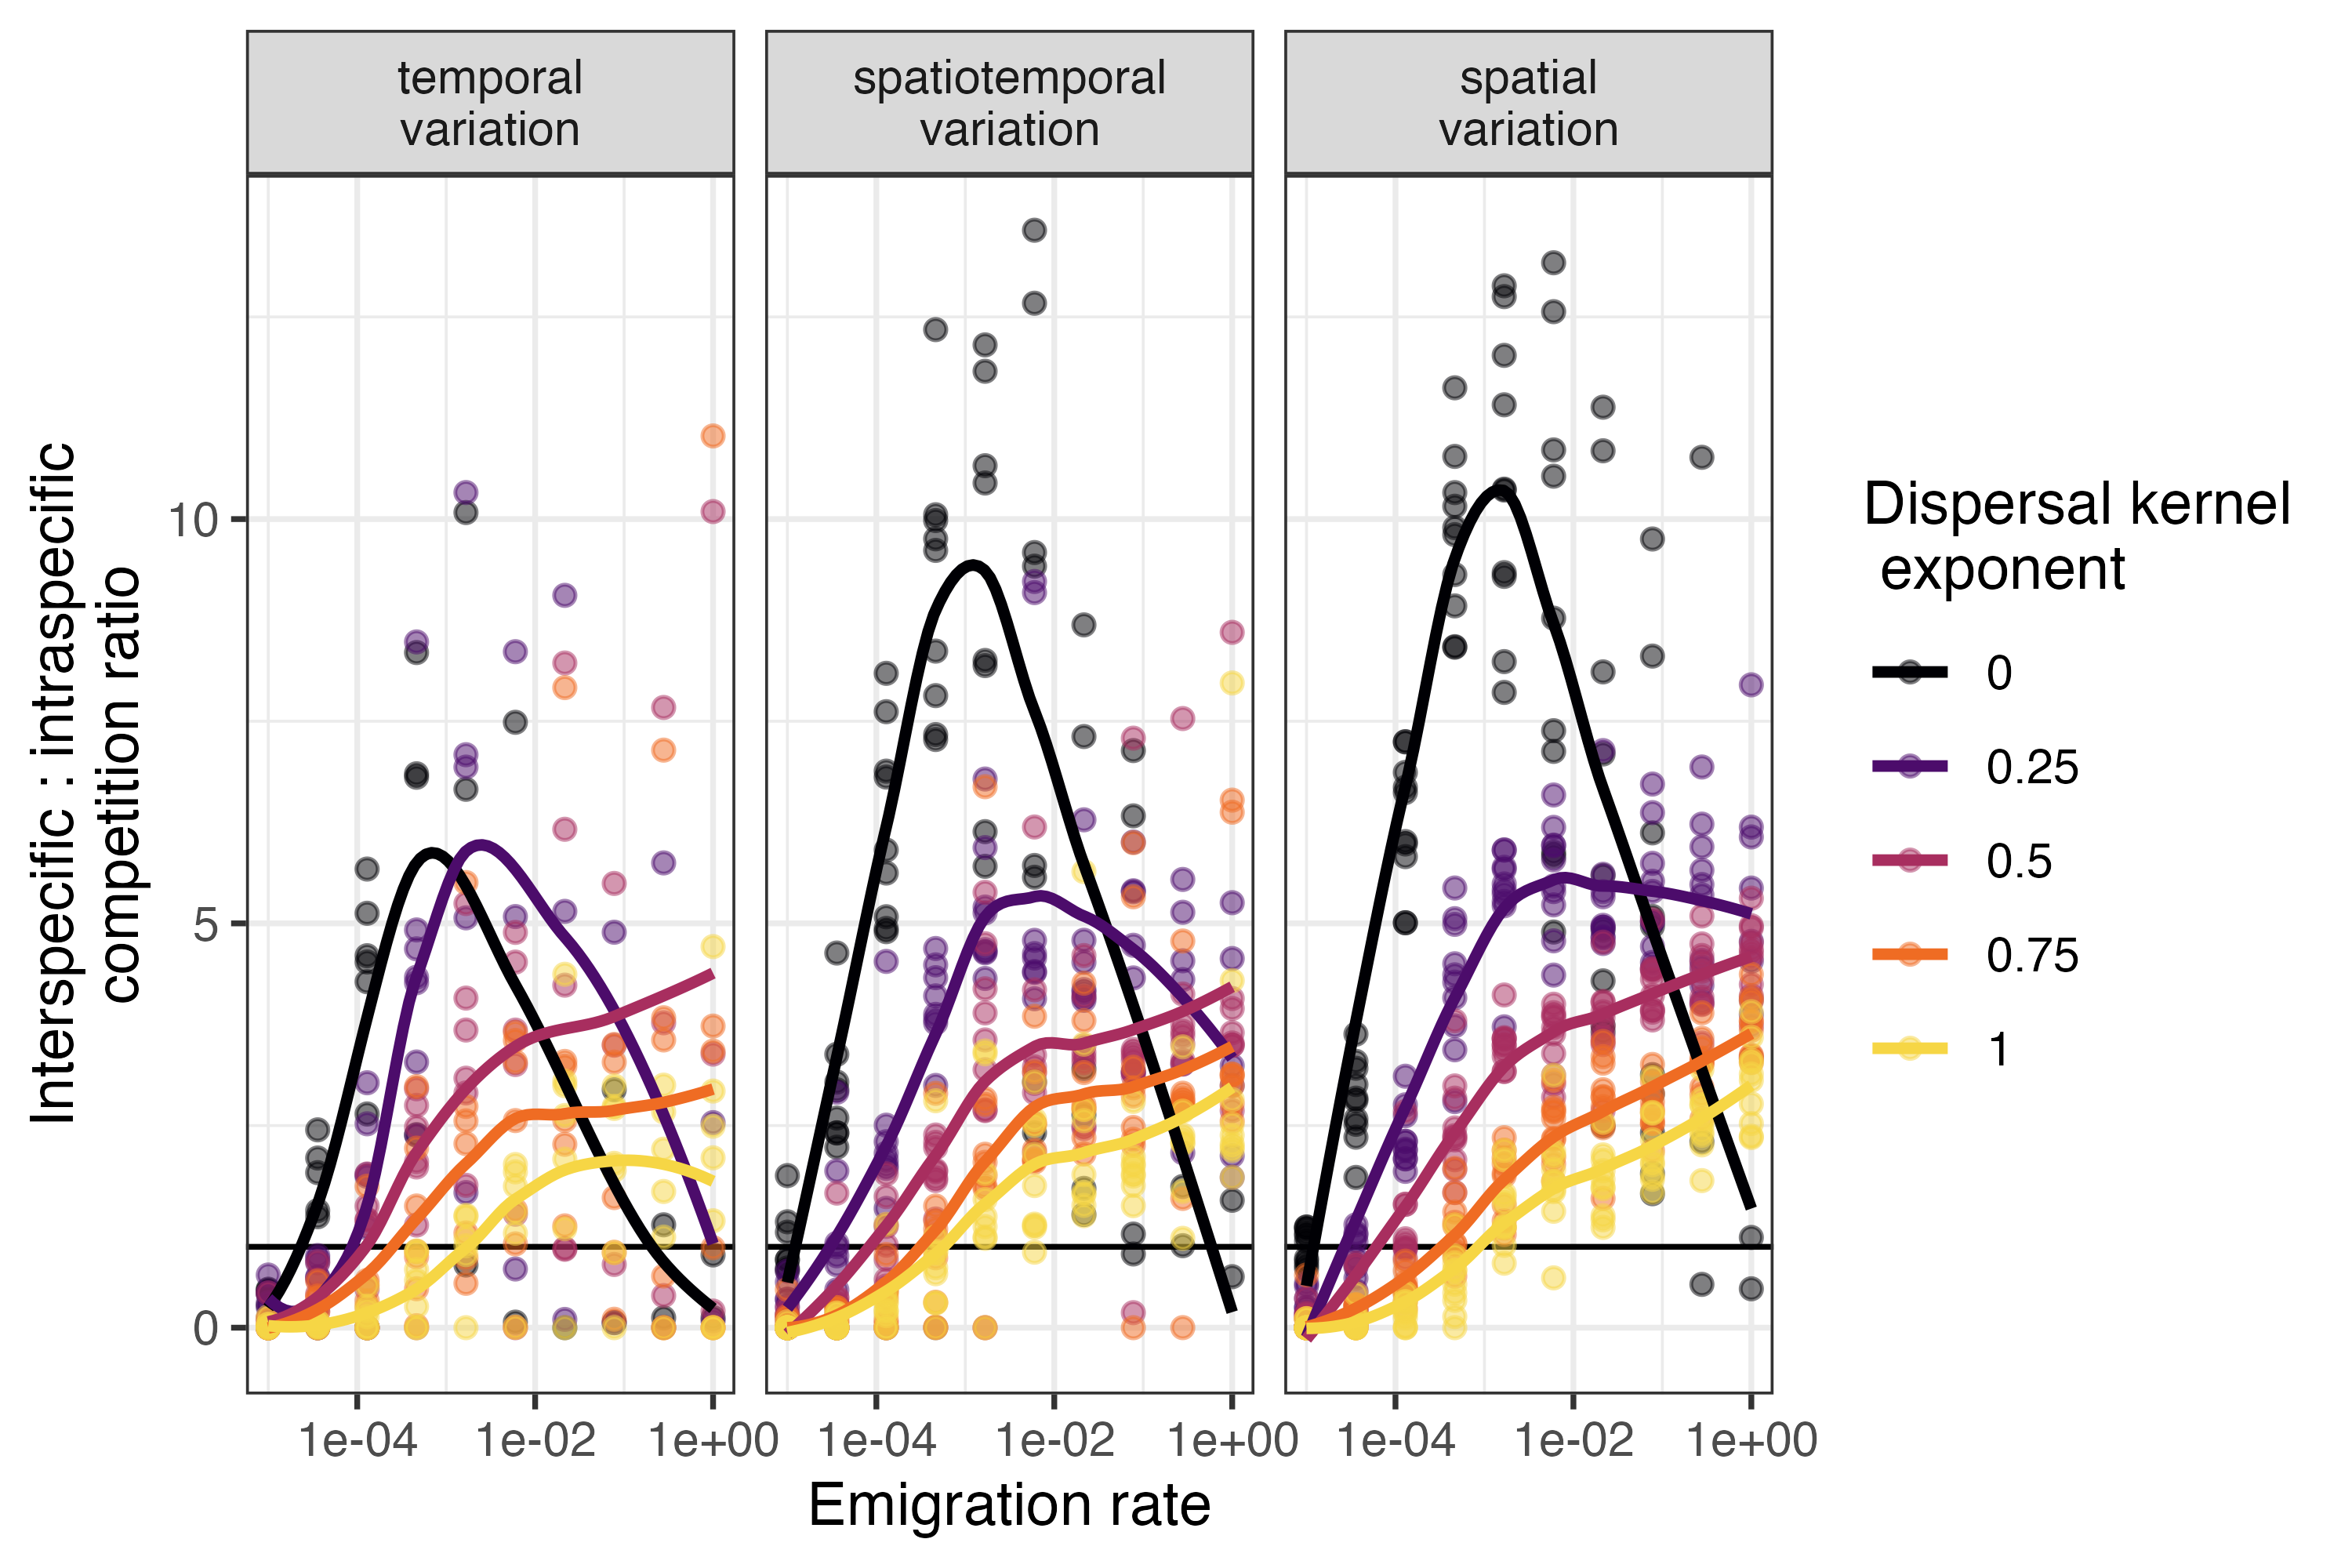 temporal
variation
spatiotemporal
variation
spatial
variation
Interspecific : intraspecific
competition ratio
10
5
0
1e-04 1e-02 1e+00 1e-04 1e-02 1e+00 1e-04 1e-02 1e+00
Emigration rate
Dispersal kernel
exponent
0
0.25
0.5
0.75
1